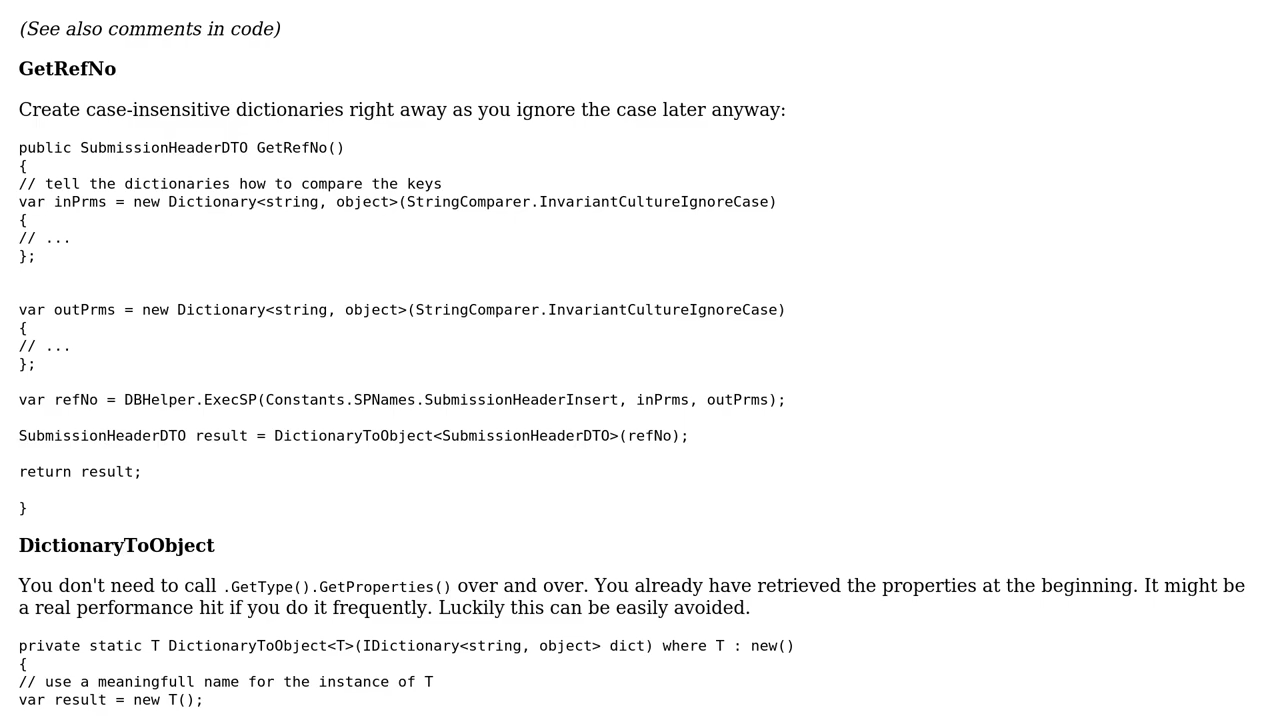 (See also comments in code)
GetRefNo
Create case-insensitive dictionaries right away as you ignore the case later anyway:
public SubmissionHeaderDTO GetRefNo()
{
// tell the dictionaries how to compare the keys
var inPrms = new Dictionary<string, object>(StringComparer.InvariantCultureIgnoreCase)
{
// ...
};
var outPrms = new Dictionary<string, object>(StringComparer.InvariantCultureIgnoreCase)
{
// ...
};
var refNo = DBHelper.ExecSP(Constants.SPNames.SubmissionHeaderInsert, inPrms, outPrms);
SubmissionHeaderDTO result = DictionaryToObject<SubmissionHeaderDTO>(refNo);
return result;
}
DictionaryToObject
You don't need to call .GetType().GetProperties() over and over. You already have retrieved the properties at the beginning. It might be
a real performance hit if you do it frequently. Luckily this can be easily avoided.
private static T DictionaryToObject<T>(IDictionary<string, object> dict) where T : new()
{
// use a meaningfull name for the instance of T
var result = new T();